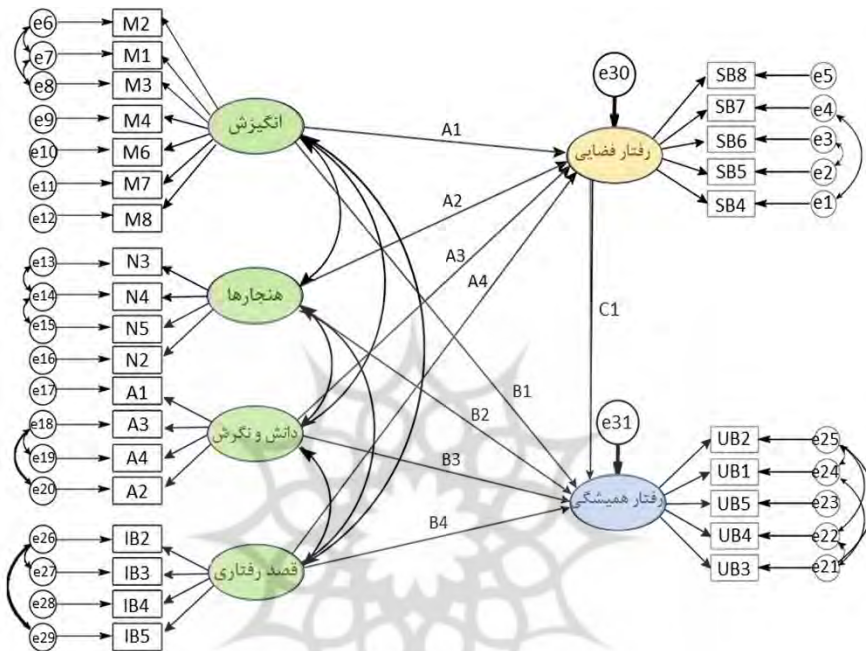 e6 M2
e7 M1
e8 M3
e9 M4
e10 M6
e11 M7
e12 M8
انگیزش
e13 N3
e14 N4
e15 N5
e16 N2
هنجارها
e17 A1
e18 A3
e19 A4
e20 A2
دانش و نگرش
e26 IB2
e27 IB3
e28 IB4
e29 IB5
قصد رفتاری
A1
A2
A3
A4
B1
B2
B3
B4
C1
e30
رفتار فضایی
SB8 e5
SB7 e4
SB6 e3
SB5 e2
SB4 e1
e31
رفتار همیشگی
UB2 e25
UB1 e24
UB5 e23
UB4 e22
UB3 e21